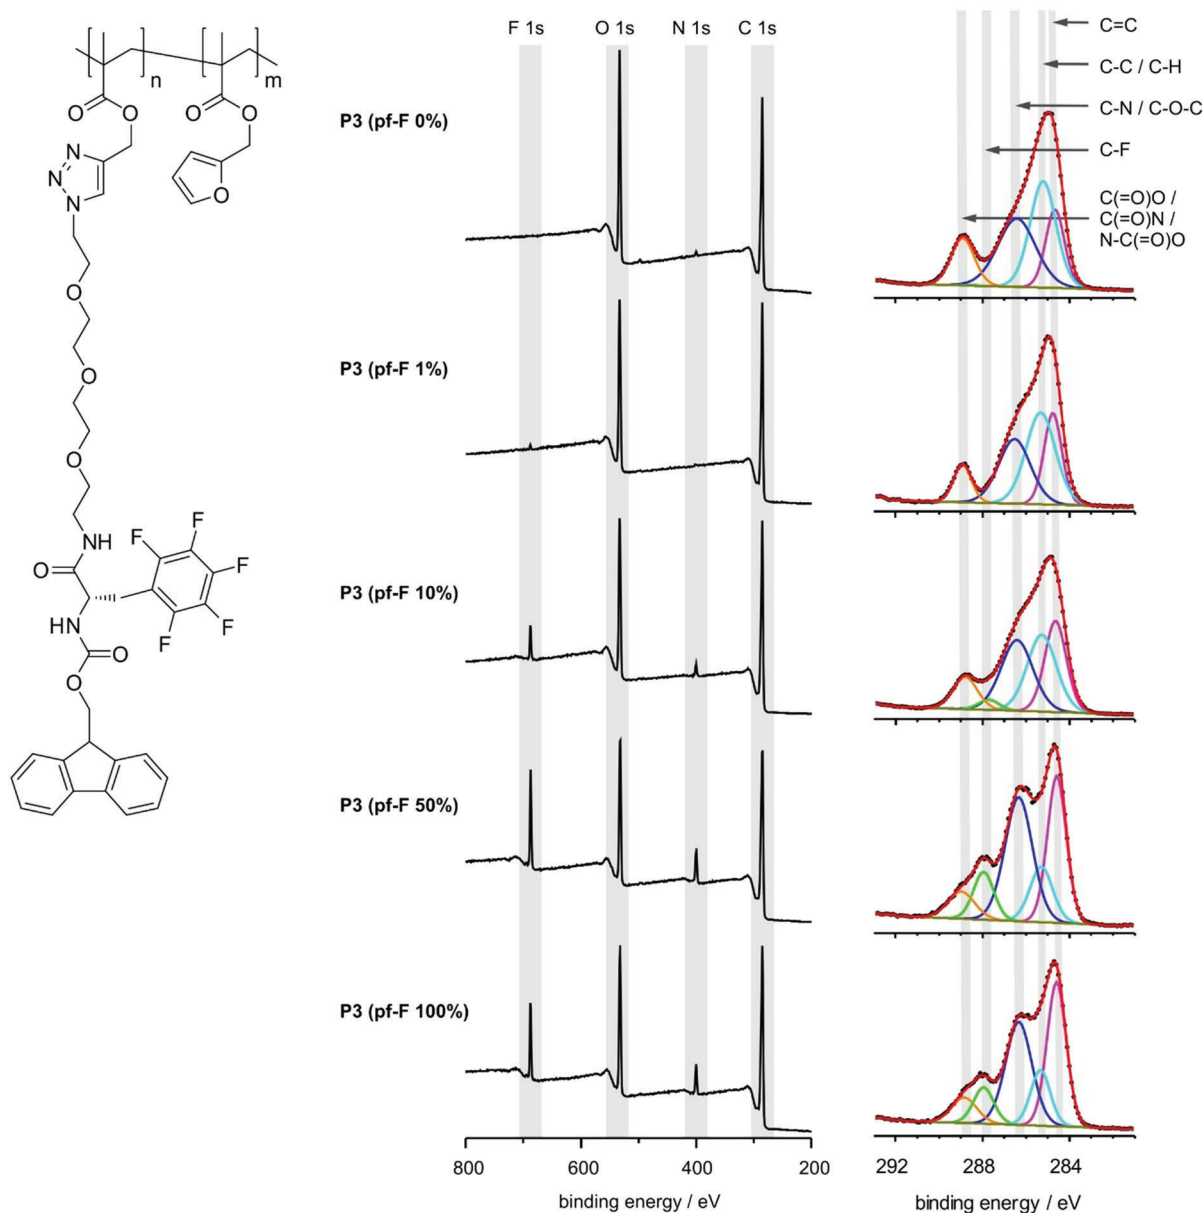 n
m
O
O
O
O
N
N
N
O
O
O
O
NH
O
HN
O
O
F
F
F
F
F
F 1s
O 1s
N 1s
C 1s
P3 (pf-F 0%)
P3 (pf-F 1%)
P3 (pf-F 10%)
P3 (pf-F 50%)
P3 (pf-F 100%)
800
600
400
200
binding energy / eV
C=C
C-C / C-H
C-N / C-O-C
C-F
C(=O)O /
C(=O)N /
N-C(=O)O
292
288
284
binding energy / eV